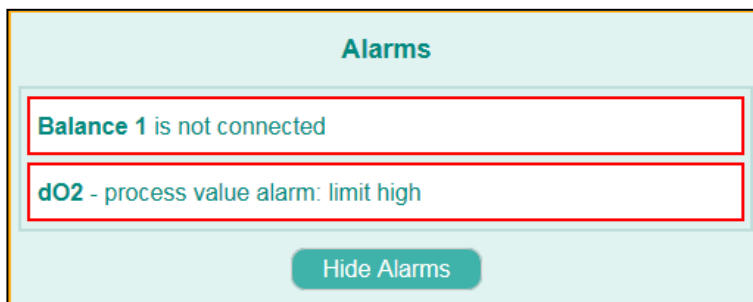 Alarms
Balance 1 is not connected
dO2 - process value alarm: limit high
Hide Alarms